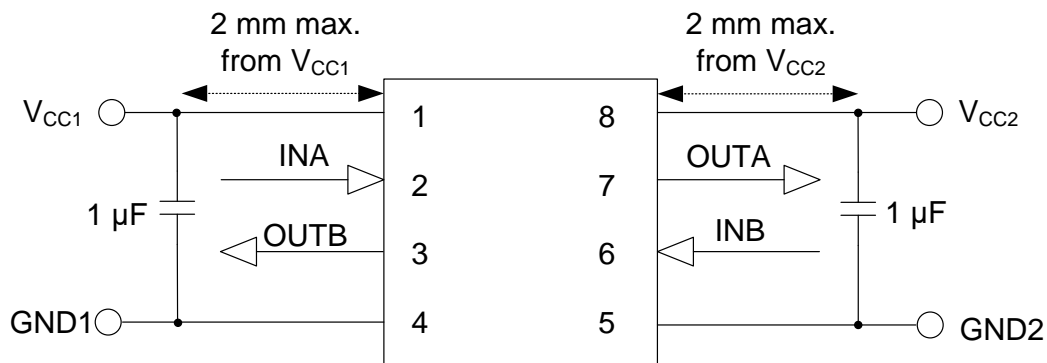 2 mm max.
from VCC1
2 mm max.
from VCC2
VCC1
1
8
VCC2
INA
OUTA
2
7
1 µF
1 µF
OUTB
INB
3
6
GND1
4
5
GND2